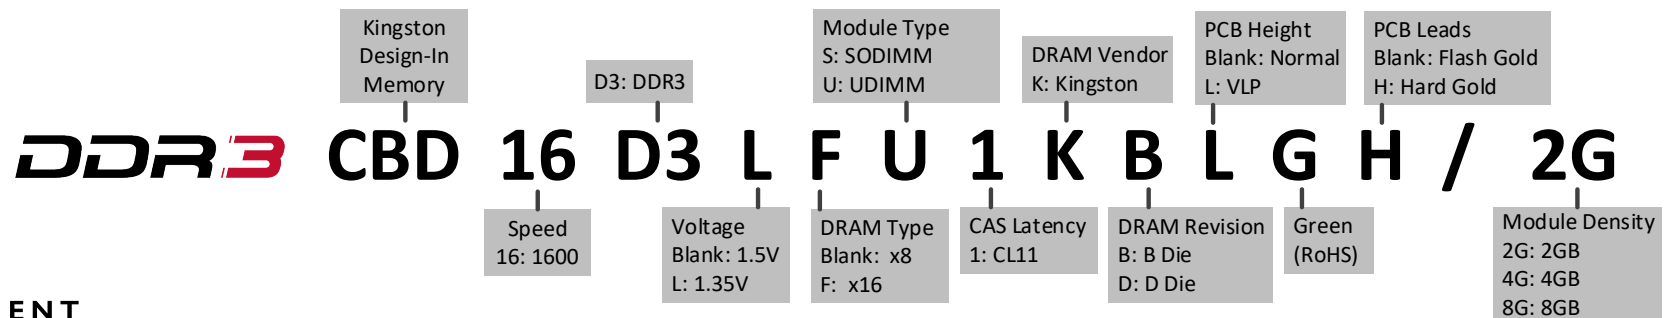 Kingston
Design-In
Memory
D3: DDR3
Module Type
S: SODIMM
U: UDIMM
DRAM Vendor
K: Kingston
PCB Height
Blank: Normal
L: VLP
PCB Leads
Blank: Flash Gold
H: Hard Gold
DDR3 CBD 16 D3 L F U 1 K B L G H / 2G
Speed
16: 1600
Voltage
Blank: 1.5V
L: 1.35V
DRAM Type
Blank: x8
F: x16
CAS Latency
1: CL11
DRAM Revision
B: B Die
D: D Die
Green
(RoHS)
Module Density
2G: 2GB
4G: 4GB
8G: 8GB
ENT